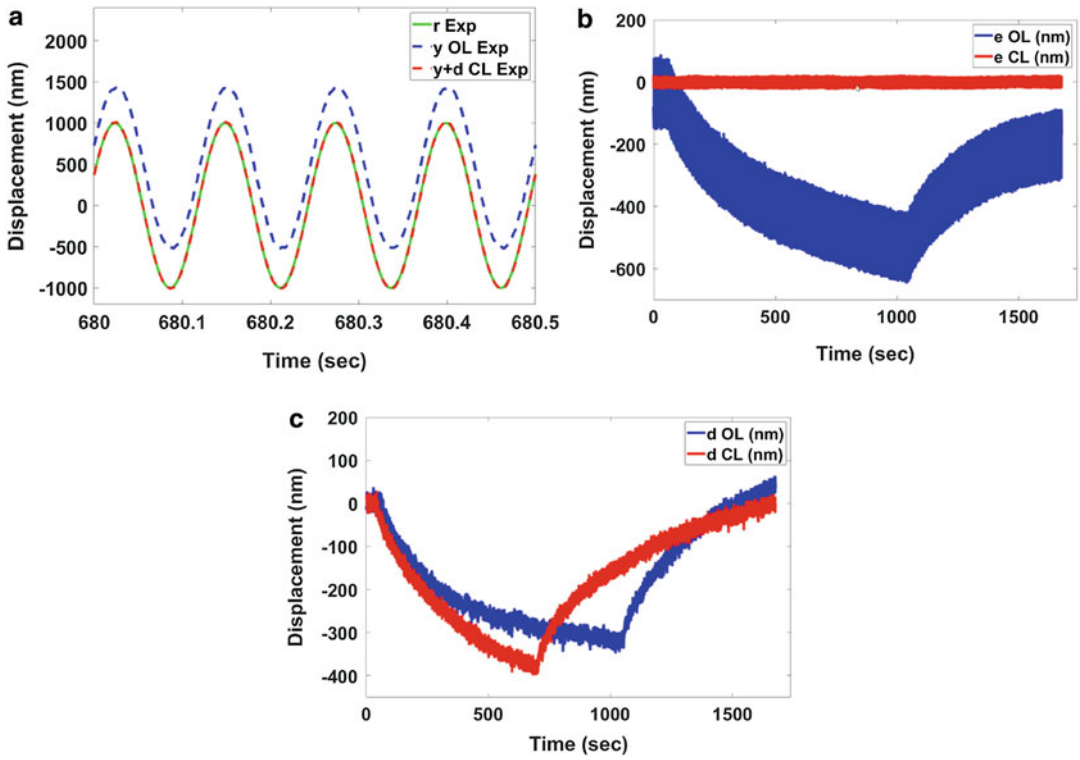 a
r Exp
y OL Exp
y+d CL Exp
2000
1500
1000
500
0
-500
-1000
Displacement (nm)
680
680.1
680.2
680.3
680.4
680.5
Time (sec)
b
e OL (nm)
e CL (nm)
200
0
-200
-400
-600
Displacement (nm)
0
500
1000
1500
Time (sec)
c
d OL (nm)
d CL (nm)
200
100
0
-100
-200
-300
-400
Displacement (nm)
0
500
1000
1500
Time (sec)